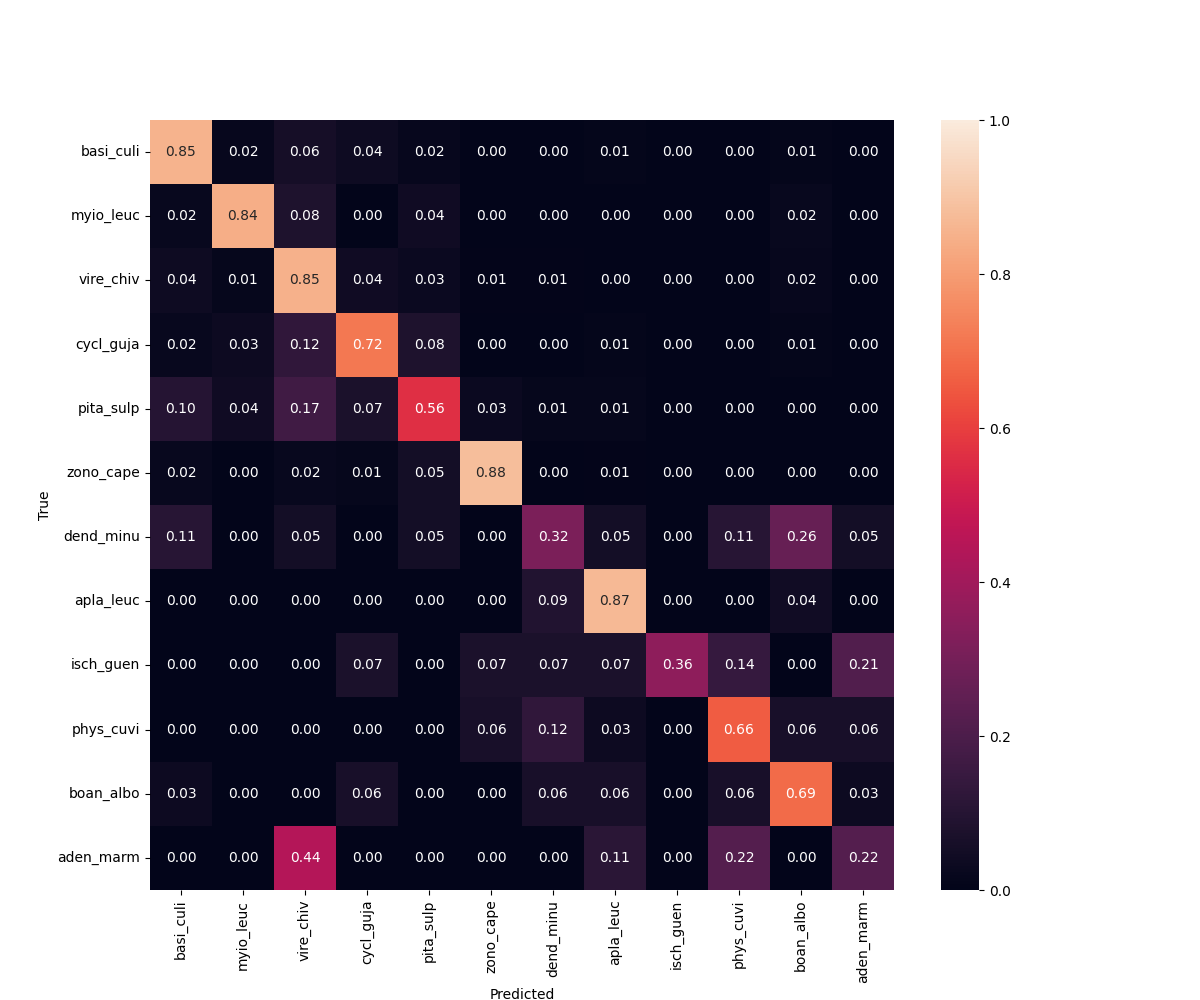 basi_culi 0.85 0.02 0.06 0.04 0.02 0.00 0.00 0.01 0.00 0.00 0.01 0.00
myio_leuc 0.02 0.84 0.08 0.00 0.04 0.00 0.00 0.00 0.00 0.00 0.02 0.00
vire_chiv 0.04 0.01 0.85 0.04 0.03 0.01 0.01 0.00 0.00 0.00 0.02 0.00
cycl_guja 0.02 0.03 0.12 0.72 0.08 0.00 0.00 0.01 0.00 0.00 0.01 0.00
pita_sulp 0.10 0.04 0.17 0.07 0.56 0.03 0.01 0.01 0.00 0.00 0.00 0.00
zono_cape 0.02 0.00 0.02 0.01 0.05 0.88 0.00 0.01 0.00 0.00 0.00 0.00
dend_minu 0.11 0.00 0.05 0.00 0.05 0.00 0.32 0.05 0.00 0.11 0.26 0.05
apla_leuc 0.00 0.00 0.00 0.00 0.00 0.00 0.09 0.87 0.00 0.00 0.04 0.00
isch_guen 0.00 0.00 0.00 0.07 0.00 0.07 0.07 0.07 0.36 0.14 0.00 0.21
phys_cuvi 0.00 0.00 0.00 0.00 0.00 0.06 0.12 0.03 0.00 0.66 0.06 0.06
boan_albo 0.03 0.00 0.00 0.06 0.00 0.00 0.06 0.06 0.00 0.06 0.69 0.03
aden_marm 0.00 0.00 0.44 0.00 0.00 0.00 0.00 0.11 0.00 0.22 0.00 0.22
True
basi_culi myio_leuc vire_chiv cycl_guja pita_sulp zono_cape dend_minu apla_leuc isch_guen phys_cuvi boan_albo aden_marm
Predicted
1.0
0.8
0.6
0.4
0.2
0.0